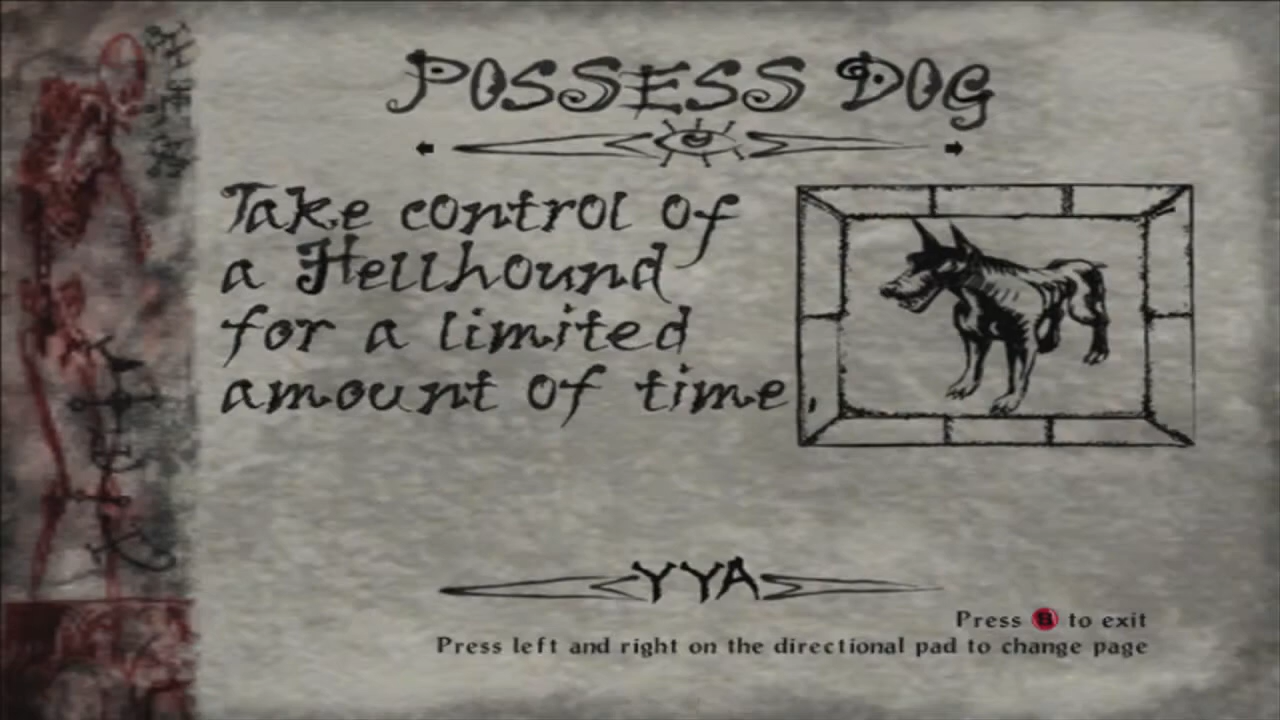 POSSESS DOG
Take control of
a Hellhound
for a limited
amount of time.
YYA
Press B to exit
Press left and right on the directional pad to change page